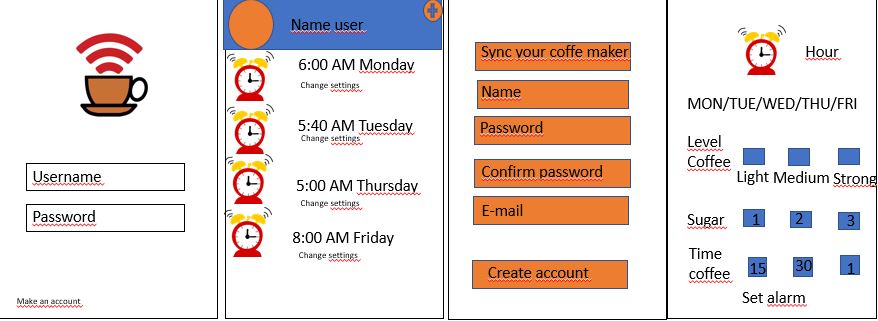 Username
Password
Make an account
Name user
6:00 AM Monday
Change settings
5:40 AM Tuesday
Change settings
5:00 AM Thursday
Change settings
8:00 AM Friday
Change settings
Sync your coffe maker
Name
Password
Confirm password
E-mail
Create account
Hour
MON/TUE/WED/THU/FRI
Level
Coffee
Light Medium Strong
Sugar 1 2 3
Time
coffee
15 30 1
Set alarm